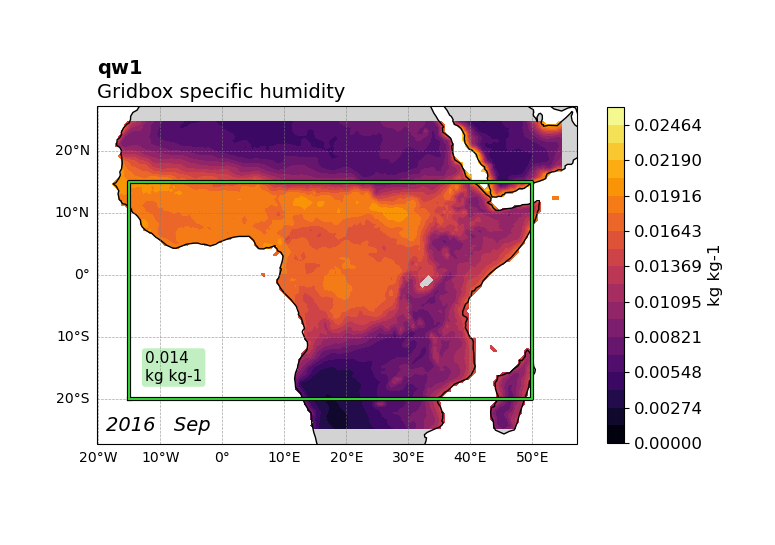 qw1
Gridbox specific humidity
20°N
10°N
0°
10°S
20°S
0.014
kg kg-1
2016 Sep
20°W
10°W
0°
10°E
20°E
30°E
40°E
50°E
0.02464
0.02190
0.01916
0.01643
0.01369
0.01095
0.00821
0.00548
0.00274
0.00000
kg kg-1